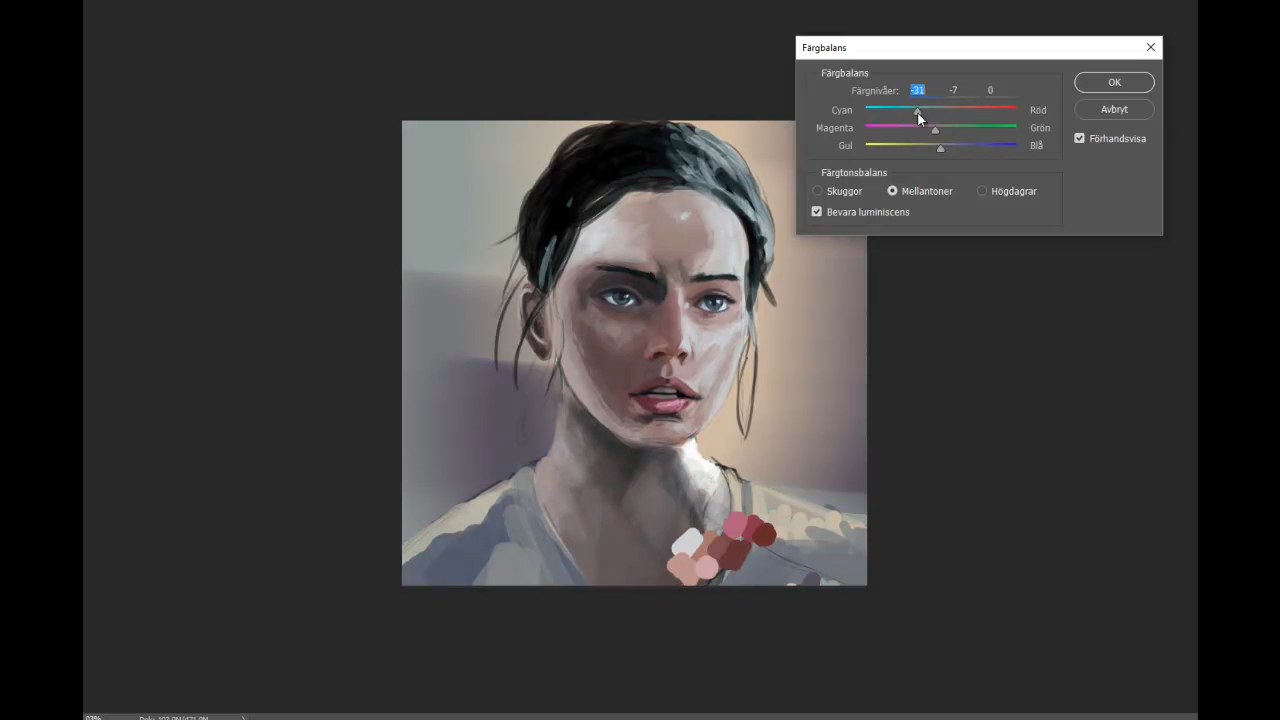 Färgbalans
Färgbalans
Färgnivåer: -31 -7 0
OK
Cyan Röd
Avbryt
Magenta Grön
Förhandsvisa
Gul Blå
Färgtonsbalans
Skuggor Mellantoner Högdagrar
Bevara luminiscens